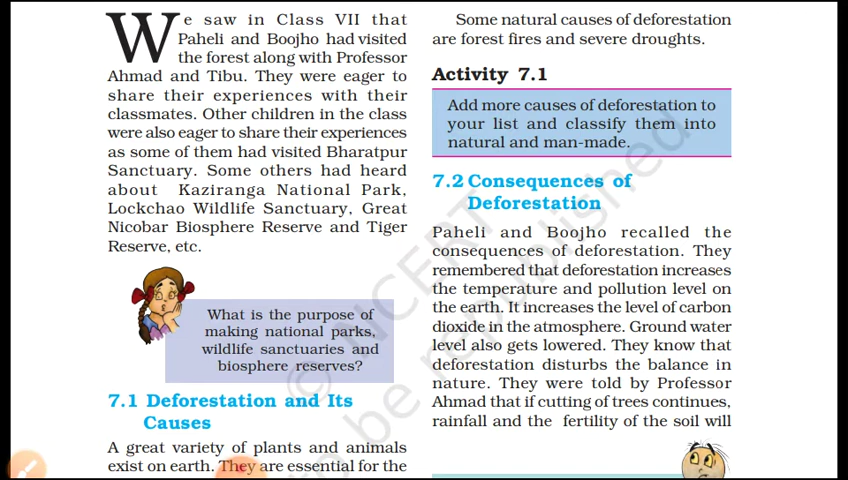 We saw in Class VII that
Paheli and Boojho had visited
the forest along with Professor
Ahmad and Tibu. They were eager to
share their experiences with their
classmates. Other children in the class
were also eager to share their experiences
as some of them had visited Bharatpur
Sanctuary. Some others had heard
about Kaziranga National Park,
Lockchao Wildlife Sanctuary, Great
Nicobar Biosphere Reserve and Tiger
Reserve, etc.
What is the purpose of
making national parks,
wildlife sanctuaries and
biosphere reserves?
7.1 Deforestation and Its
Causes
A great variety of plants and animals
exist on earth. They are essential for the
Some natural causes of deforestation
are forest fires and severe droughts.
Activity 7.1
Add more causes of deforestation to
your list and classify them into
natural and man-made.
7.2 Consequences of
Deforestation
Paheli and Boojho recalled the
consequences of deforestation. They
remembered that deforestation increases
the temperature and pollution level on
the earth. It increases the level of carbon
dioxide in the atmosphere. Ground water
level also gets lowered. They know that
deforestation disturbs the balance in
nature. They were told by Professor
Ahmad that if cutting of trees continues,
rainfall and the fertility of the soil will
© NCERT
be republished